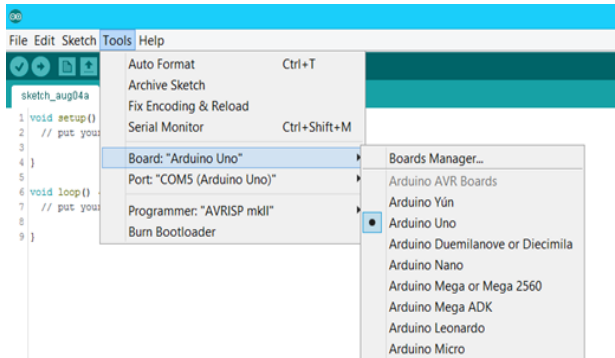 File Edit Sketch Tools Help
sketch_aug04a
1 void setup()
2 // put your
3
4 }
5
6 void loop()
7 // put your
8
9 }
Auto Format Ctrl+T
Archive Sketch
Fix Encoding & Reload
Serial Monitor Ctrl+Shift+M
Board: "Arduino Uno"
Port: "COM5 (Arduino Uno)"
Programmer: "AVRISP mkII"
Burn Bootloader
Boards Manager...
Arduino AVR Boards
Arduino Yún
Arduino Uno
Arduino Duemilanove or Diecimila
Arduino Nano
Arduino Mega or Mega 2560
Arduino Mega ADK
Arduino Leonardo
Arduino Micro